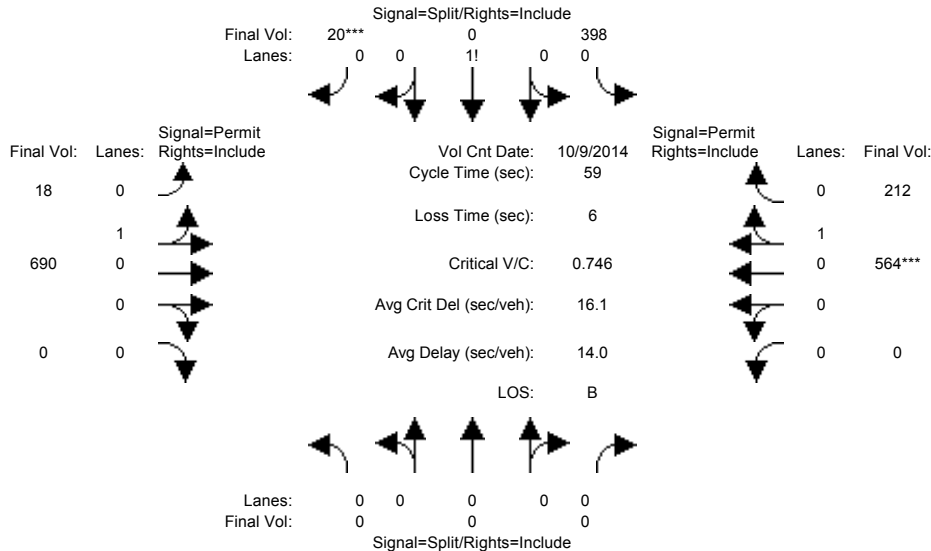 Signal=Split/Rights=Include
Final Vol: 20*** 0 398
Lanes: 0 0 1! 0 0
Signal=Permit Signal=Permit
Final Vol: Lanes: Rights=Include Vol Cnt Date: 10/9/2014 Rights=Include Lanes: Final Vol:
Cycle Time (sec): 59
18 0 0 212
Loss Time (sec): 6
1 1
690 0 Critical V/C: 0.746 0 564***
0 Avg Crit Del (sec/veh): 16.1 0
0 0 Avg Delay (sec/veh): 14.0 0 0
LOS: B
Lanes: 0 0 0 0 0
Final Vol: 0 0 0
Signal=Split/Rights=Include